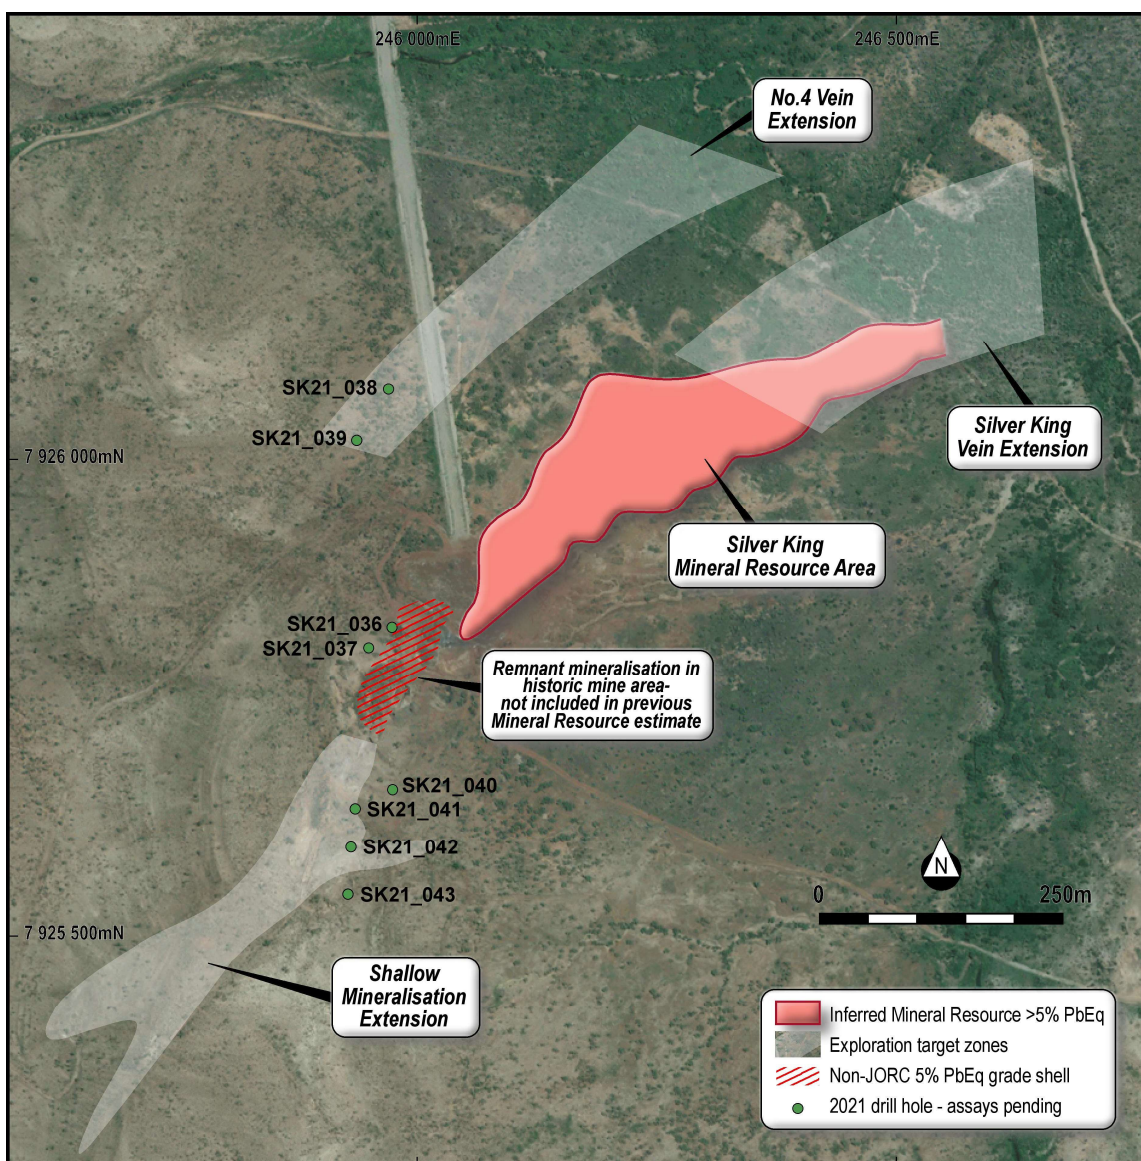 246 000mE
246 500mE
No.4 Vein
Extension
SK21_038
SK21_039
7 926 000mN
Silver King
Vein Extension
Silver King
Mineral Resource Area
SK21_036
SK21_037
Remnant mineralisation in
historic mine area-
not included in previous
Mineral Resource estimate
SK21_040
SK21_041
SK21_042
SK21_043
N
0
250m
7 925 500mN
Shallow
Mineralisation
Extension
Inferred Mineral Resource >5% PbEq
Exploration target zones
Non-JORC 5% PbEq grade shell
2021 drill hole - assays pending